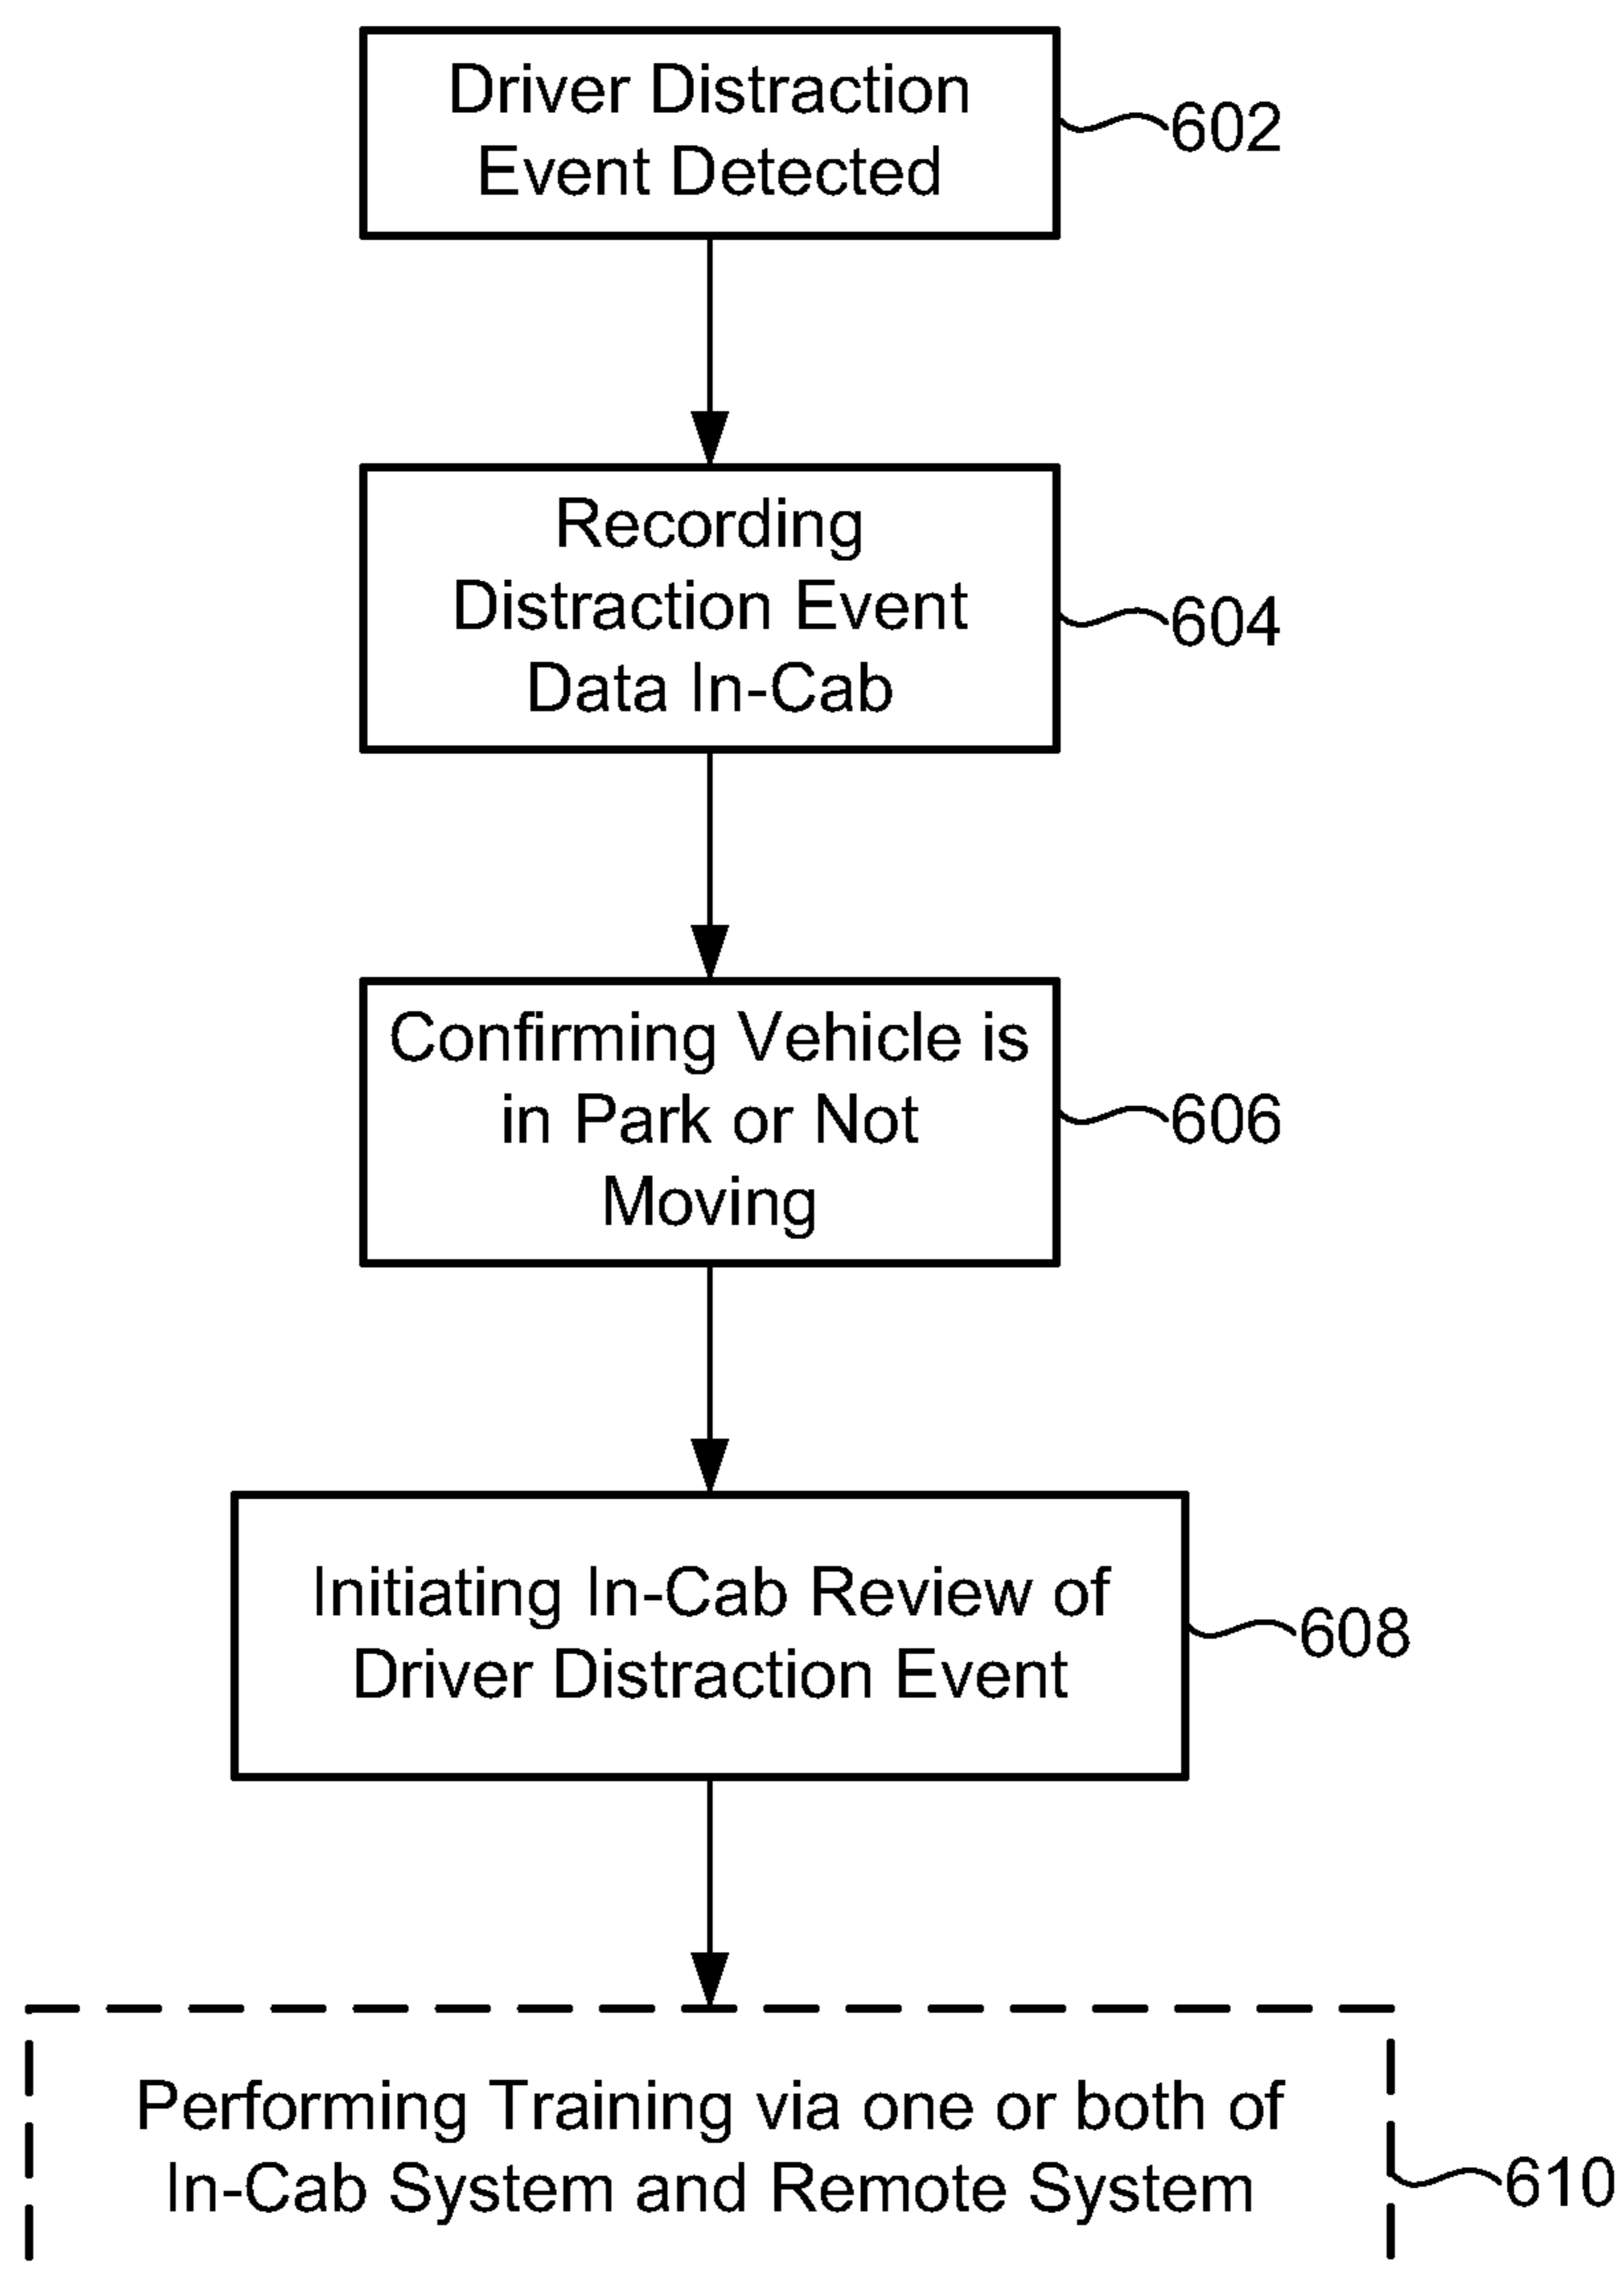 Driver Distraction
Event Detected
602
Recording
Distraction Event
Data In-Cab
604
Confirming Vehicle is
in Park or Not
Moving
606
Initiating In-Cab Review of
Driver Distraction Event
608
Performing Training via one or both of
In-Cab System and Remote System
610